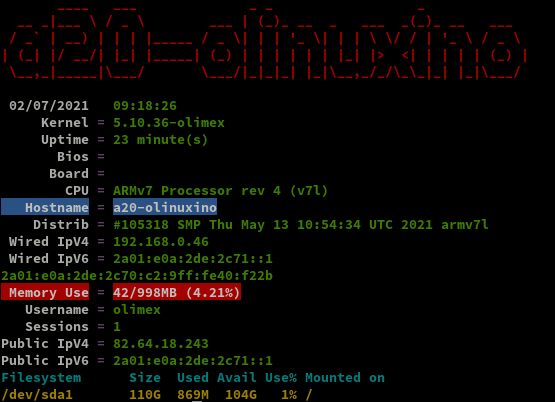 a20-olinuxino
02/07/2021 09:18:26
Kernel = 5.10.36-olimex
Uptime = 23 minute(s)
Bios =
Board =
CPU = ARMv7 Processor rev 4 (v7l)
Hostname = a20-olinuxino
Distrib = #105318 SMP Thu May 13 10:54:34 UTC 2021 armv7l
Wired IpV4 = 192.168.0.46
Wired IpV6 = 2a01:e0a:2de:2c71::1
2a01:e0a:2de:2c70:c2:9ff:fe40:f22b
Memory Use = 42/998MB (4.21%)
Username = olimex
Sessions = 1
Public IpV4 = 82.64.18.243
Public IpV6 = 2a01:e0a:2de:2c71::1
Filesystem Size Used Avail Use% Mounted on
/dev/sda1 110G 869M 104G 1% /